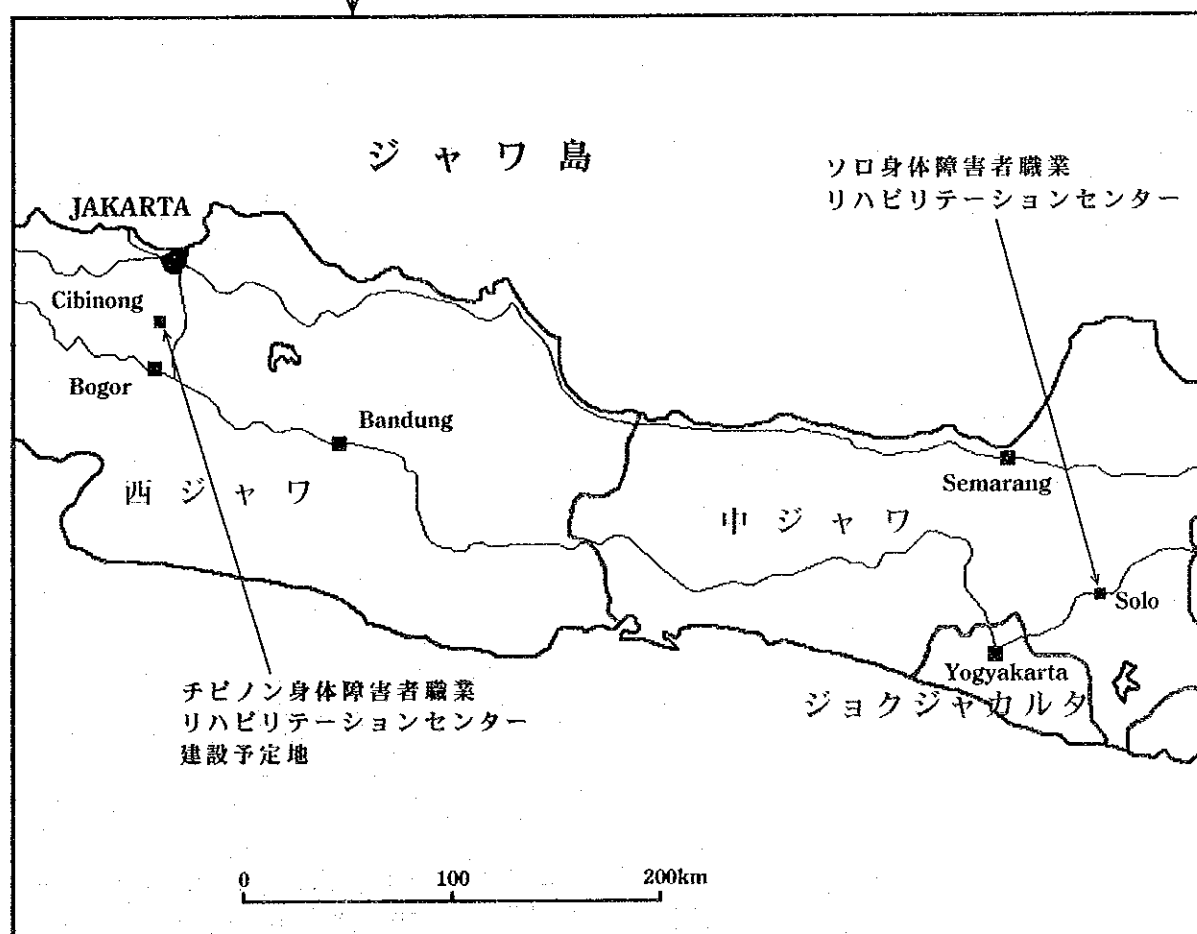 ジャワ島
ソロ身体障害者職業
リハビリテーションセンター
JAKARTA
Cibinong
Bogor
Bandung
西ジャワ
Semarang
中ジャワ
Solo
Yogyakarta
ジョクジャカルタ
チビノン身体障害者職業
リハビリテーションセンター
建設予定地
0 100 200km